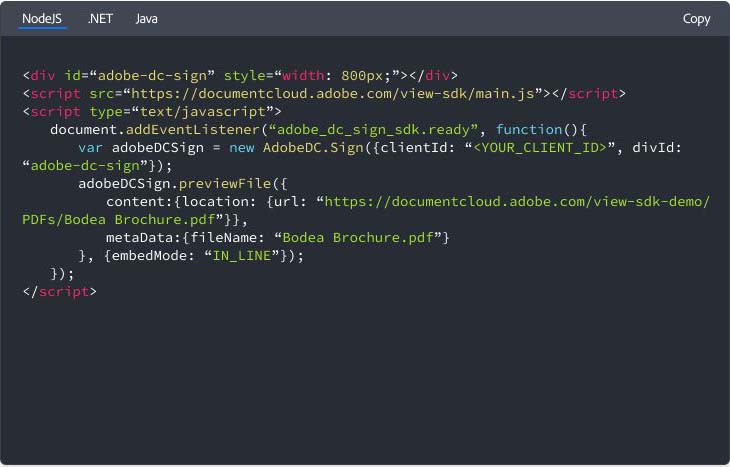 NodeJS .NET Java Copy
<div id=“adobe-dc-sign” style=“width: 800px;”></div>
<script src=“https://documentcloud.adobe.com/view-sdk/main.js”></script>
<script type=“text/javascript”>
document.addEventListener(“adobe_dc_sign_sdk.ready”, function(){
var adobeDCSign = new AdobeDC.Sign({clientId: “<YOUR_CLIENT_ID>”, divId:
“adobe-dc-sign”});
adobeDCSign.previewFile({
content:{location: {url: “https://documentcloud.adobe.com/view-sdk-demo/
PDFs/Bodea Brochure.pdf”}},
metaData:{fileName: “Bodea Brochure.pdf”}
}, {embedMode: “IN_LINE”});
});
</script>